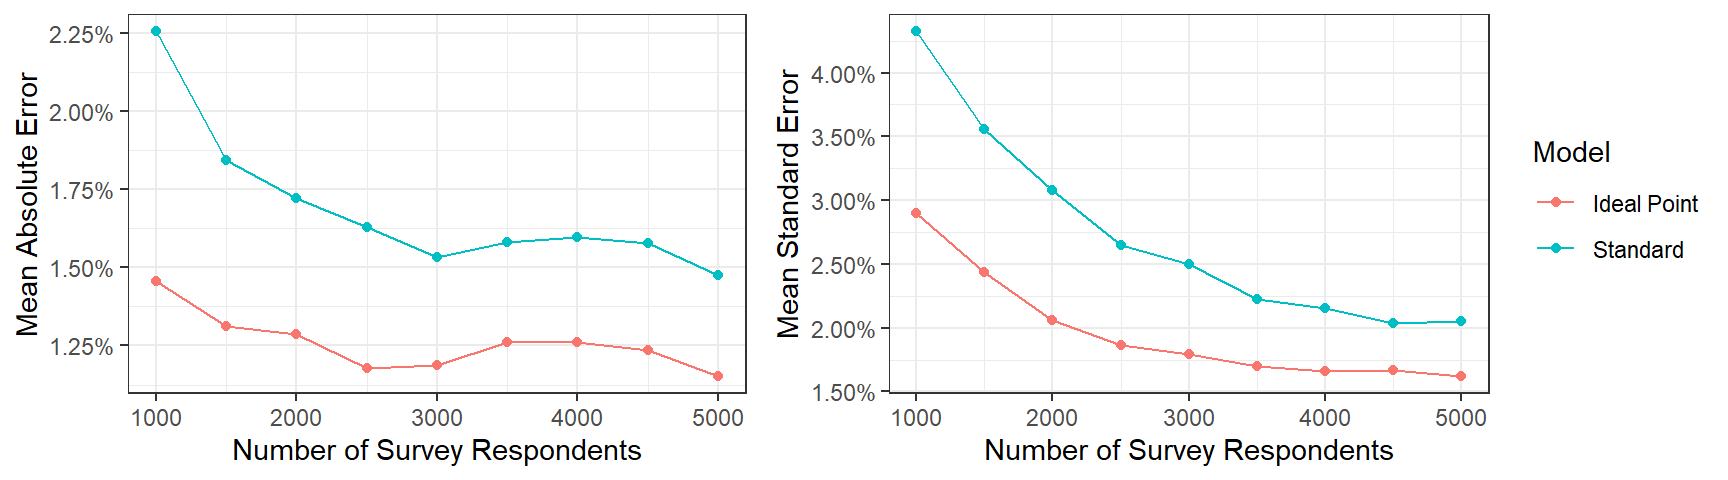 Mean Absolute Error
2.25%
2.00%
1.75%
1.50%
1.25%
1000 2000 3000 4000 5000
Number of Survey Respondents
Mean Standard Error
4.00%
3.50%
3.00%
2.50%
2.00%
1.50%
1000 2000 3000 4000 5000
Number of Survey Respondents
Model
Ideal Point
Standard